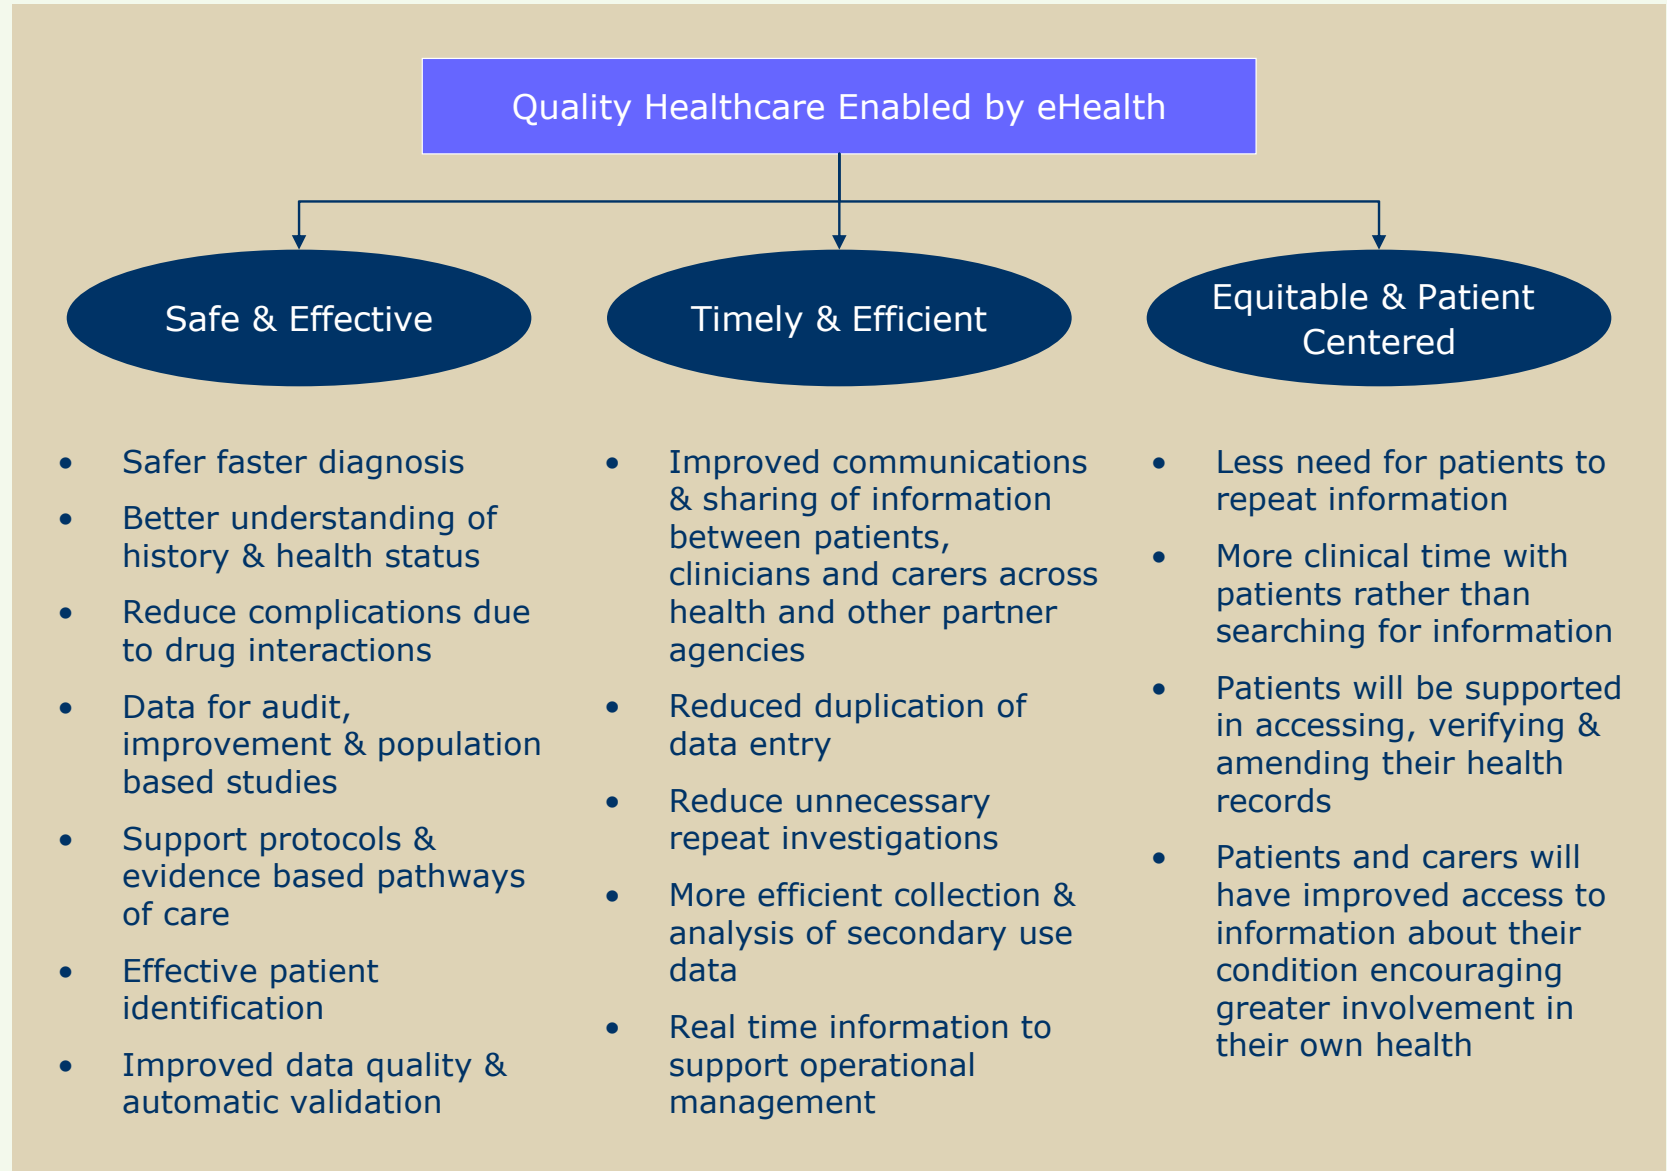 Quality Healthcare Enabled by eHealth
Safe & Effective
Timely & Efficient
Equitable & Patient
Centered
• Safer faster diagnosis
• Better understanding of
history & health status
• Reduce complications due
to drug interactions
• Data for audit,
improvement & population
based studies
• Support protocols &
evidence based pathways
of care
• Effective patient
identification
• Improved data quality &
automatic validation
• Improved communications
& sharing of information
between patients,
clinicians and carers across
health and other partner
agencies
• Reduced duplication of
data entry
• Reduce unnecessary
repeat investigations
• More efficient collection &
analysis of secondary use
data
• Real time information to
support operational
management
• Less need for patients to
repeat information
• More clinical time with
patients rather than
searching for information
• Patients will be supported
in accessing, verifying &
amending their health
records
• Patients and carers will
have improved access to
information about their
condition encouraging
greater involvement in
their own health